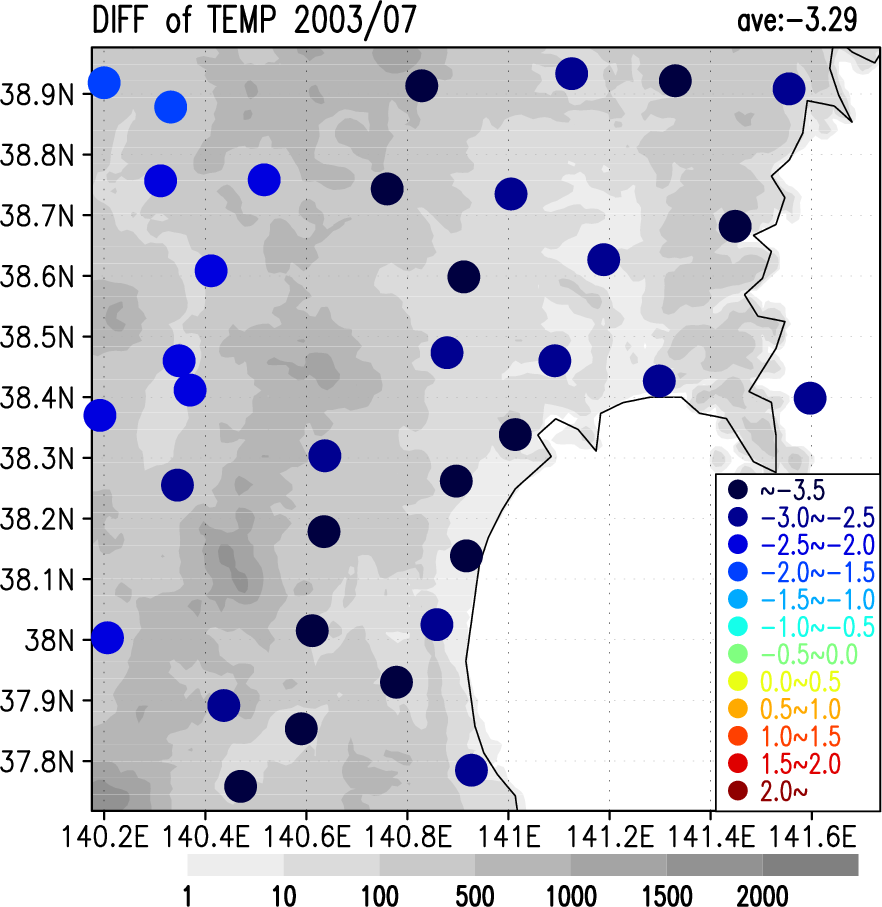 DIFF of TEMP 2003/07
ave:-3.29
38.9N
38.8N
38.7N
38.6N
38.5N
38.4N
38.3N
38.2N
38.1N
38N
37.9N
37.8N
~-3.5
-3.0~-2.5
-2.5~-2.0
-2.0~-1.5
-1.5~-1.0
-1.0~-0.5
-0.5~0.0
0.0~0.5
0.5~1.0
1.0~1.5
1.5~2.0
2.0~
140.2E 140.4E 140.6E 140.8E 141E 141.2E 141.4E 141.6E
1 10 100 500 1000 1500 2000